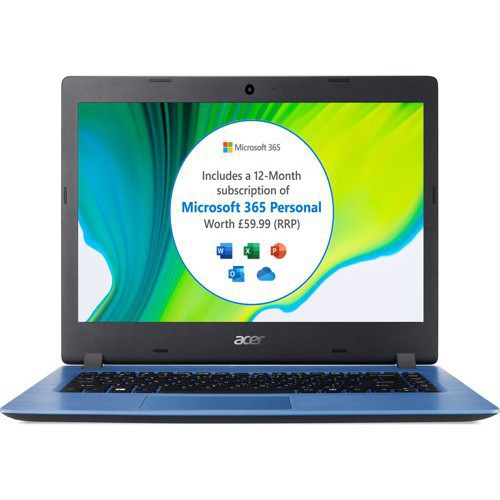 Microsoft 365
Includes a 12-Month
subscription of
Microsoft 365 Personal
Worth £59.99 (RRP)
W X P
O
acer